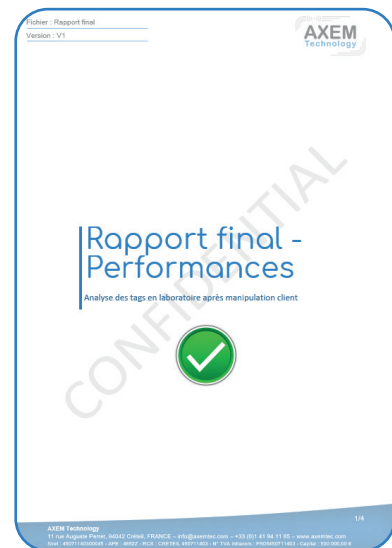 Fichier : Rapport final
Version : V1
AXEM
Technology
CONFIDENTIAL
Rapport final -
Performances
Analyse des tags en laboratoire après manipulation client
1/4
AXEM Technology
11 rue Auguste Perret, 94042 Créteil, FRANCE – info@axemtec.com – +33 (0)1 41 94 11 95 – www.axemtec.com